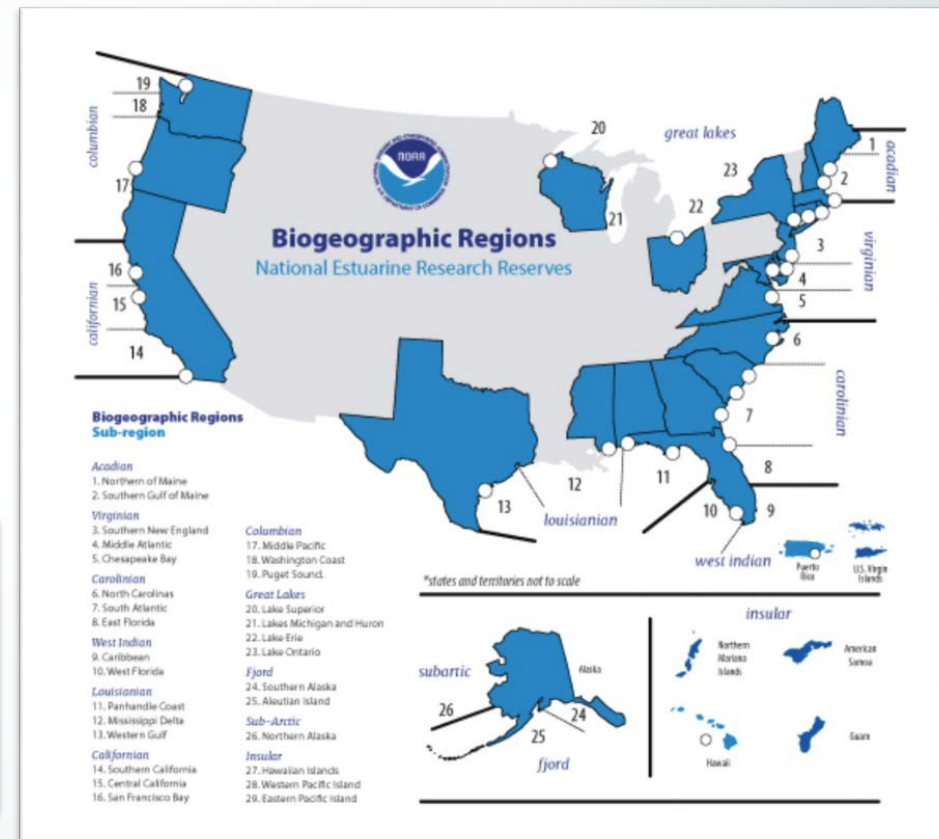 19
18
columbian
17
16
californian
15
14
NOAA
Biogeographic Regions
National Estuarine Research Reserves
20
great lakes
21
22
23
1
acadian
2
3
virginian
4
5
6
carolinian
7
8
9
10
11
12
13
louisianian
west indian
Puerto
Rico
U.S. Virgin
Islands
*states and territories not to scale
Biogeographic Regions
Sub-region
Acadian
1. Northern of Maine
2. Southern Gulf of Maine
Virginian
3. Southern New England
4. Middle Atlantic
5. Chesapeake Bay
Carolinian
6. North Carolinas
7. South Atlantic
8. East Florida
West Indian
9. Caribbean
10. West Florida
Louisianian
11. Panhandle Coast
12. Mississippi Delta
13. Western Gulf
Californian
14. Southern California
15. Central California
16. San Francisco Bay
Columbian
17. Middle Pacific
18. Washington Coast
19. Puget Sound.
Great Lakes
20. Lake Superior
21. Lakes Michigan and Huron
22. Lake Erie
23. Lake Ontario
Fjord
24. Southern Alaska
25. Aleutian Island
Sub-Arctic
26. Northern Alaska
Insular
27. Hawaiian Islands
28. Western Pacific Island
29. Eastern Pacific Island
subartic
Alaska
26
24
25
fjord
insular
Northern
Mariana
Islands
American
Samoa
Hawaii
Guam